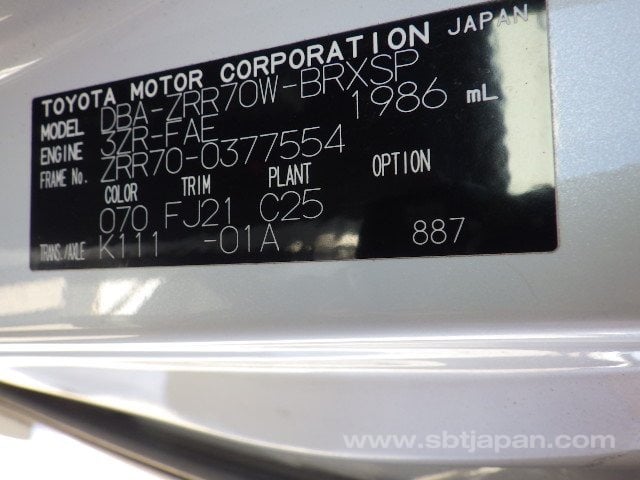 TOYOTA MOTOR CORPORATION JAPAN
MODEL DBA-ZRR70W-BRXSP
ENGINE 3ZR-FAE 1986 mL
FRAME No. ZRR70-0377554
COLOR TRIM PLANT OPTION
070 FJ21 C25
TRANS./AXLE K111 -01A 887
www.sbtjapan.com